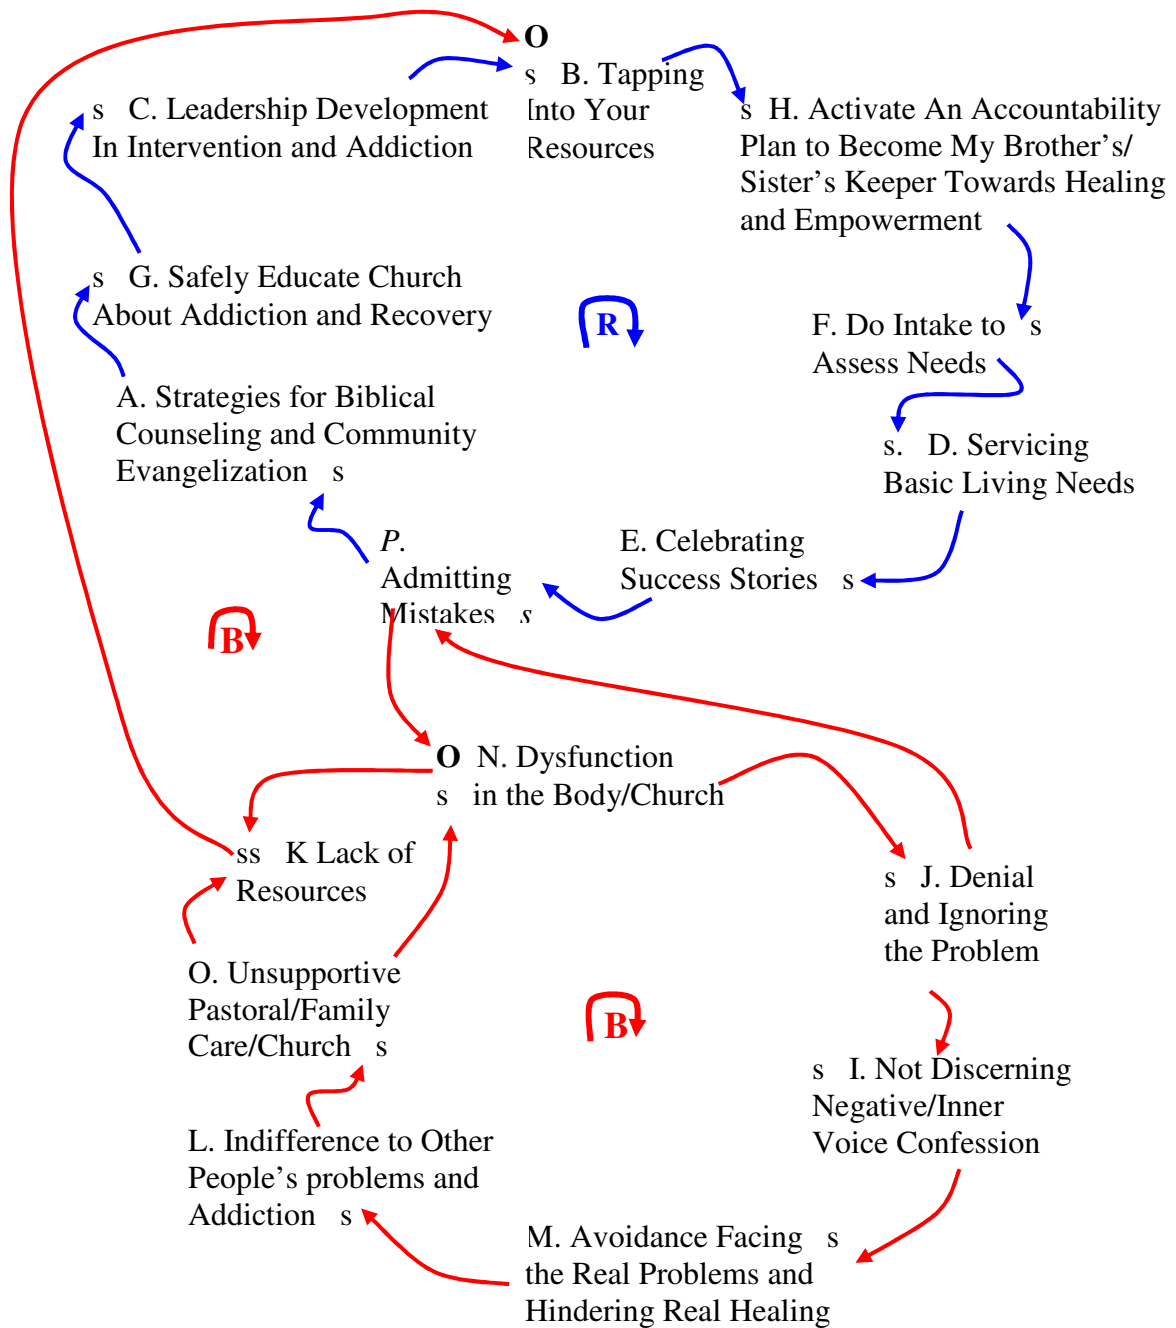 O
s B. Tapping
Into Your
Resources
s C. Leadership Development
In Intervention and Addiction
s H. Activate An Accountability
Plan to Become My Brother's/
Sister's Keeper Towards Healing
and Empowerment
s G. Safely Educate Church
About Addiction and Recovery
R
F. Do Intake to s
Assess Needs
A. Strategies for Biblical
Counseling and Community
Evangelization s
s. D. Servicing
Basic Living Needs
P.
Admitting
Mistakes s
E. Celebrating
Success Stories s
B
O N. Dysfunction
s in the Body/Church
ss K Lack of
Resources
s J. Denial
and Ignoring
the Problem
O. Unsupportive
Pastoral/Family
Care/Church s
B
s I. Not Discerning
Negative/Inner
Voice Confession
L. Indifference to Other
People's problems and
Addiction s
M. Avoidance Facing s
the Real Problems and
Hindering Real Healing